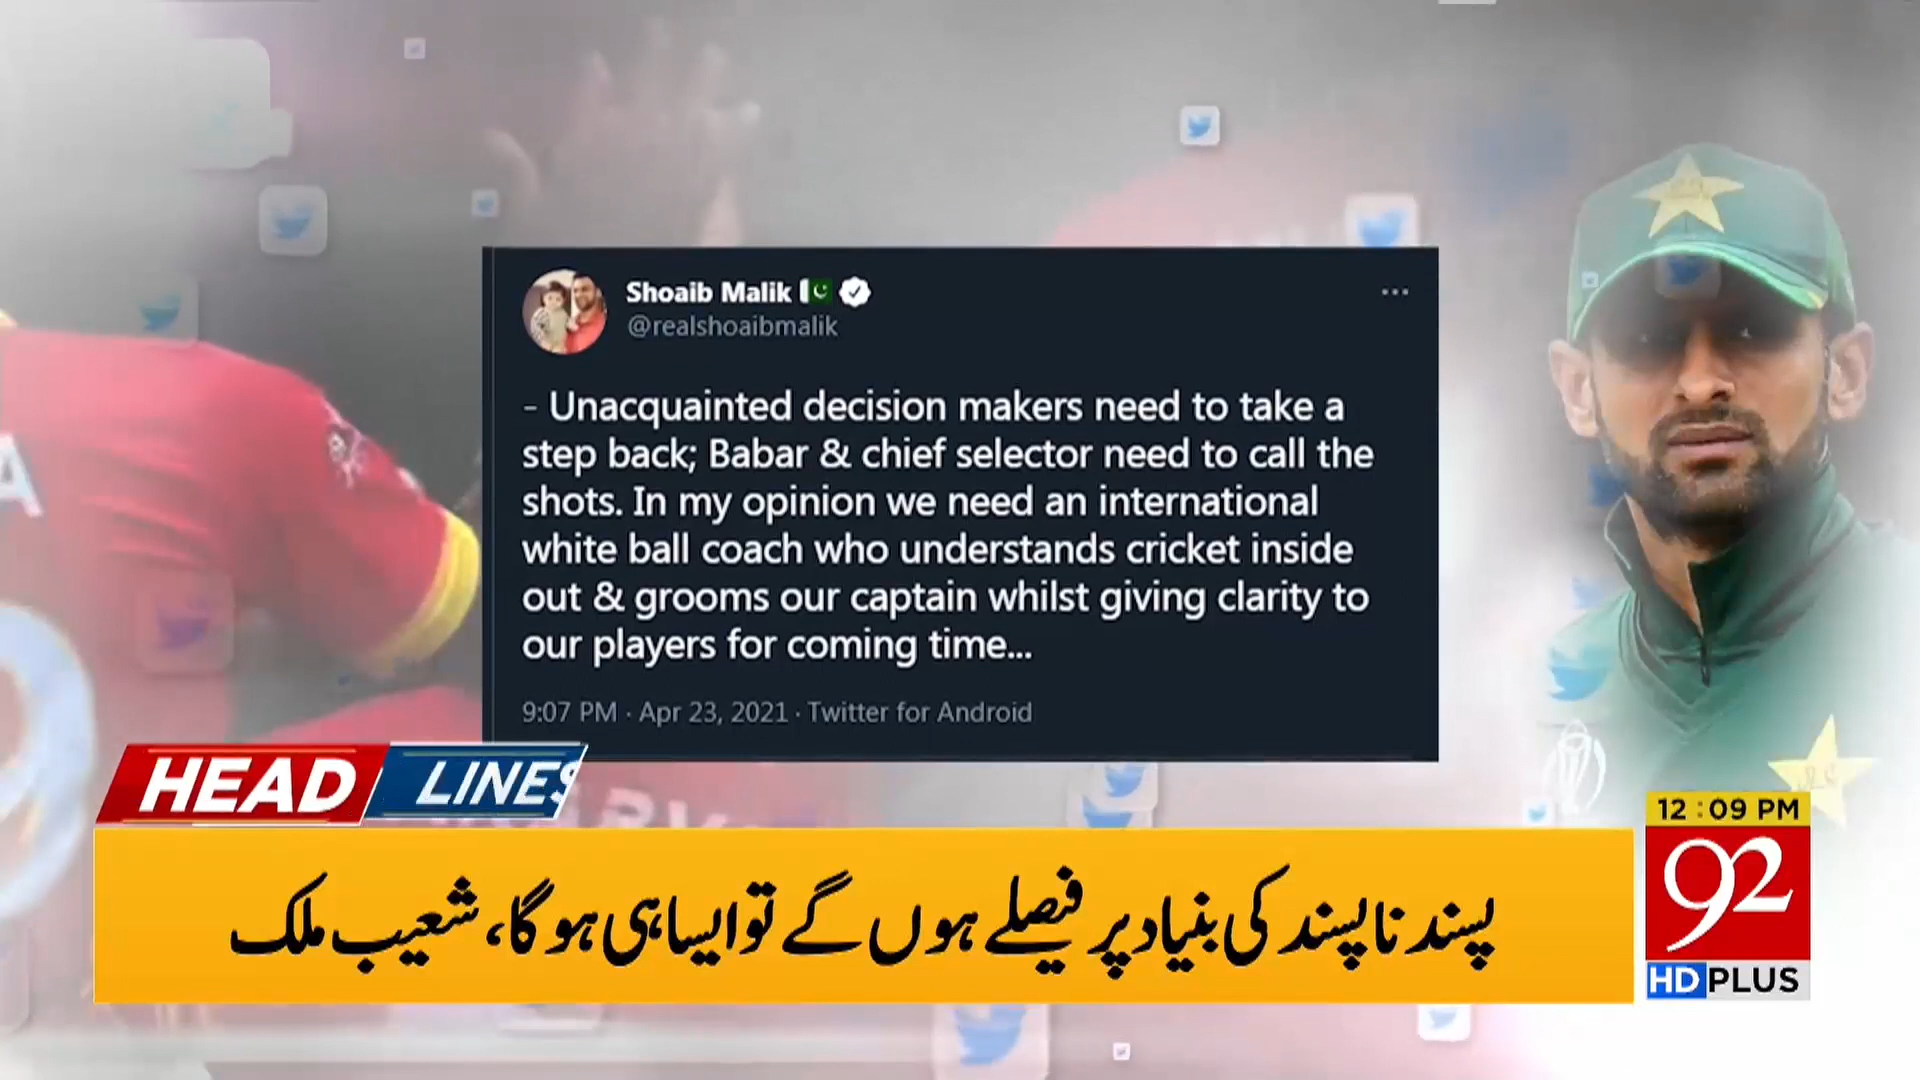 Shoaib Malik
@realshoaibmalik
- Unacquainted decision makers need to take a
step back; Babar & chief selector need to call the
shots. In my opinion we need an international
white ball coach who understands cricket inside
out & grooms our captain whilst giving clarity to
our players for coming time...
9:07 PM · Apr 23, 2021 · Twitter for Android
HEAD LINES
پسند ناپسند کی بنیاد پر فیصلے ہوں گے تو ایسا ہی ہوگا، شعیب ملک
12:09 PM
92
HD PLUS